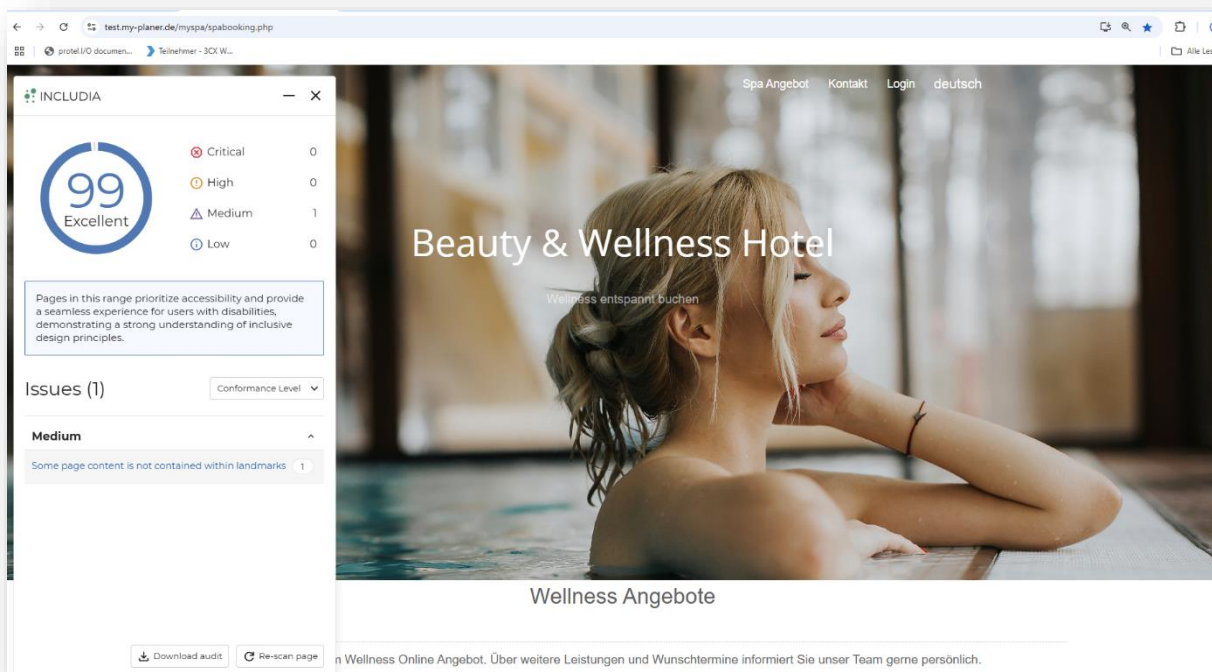 test.my-planer.de/myspa/spabooking.php
protel.I/O documen... Teilnehmer - 3CX W...
Alle Les
Spa Angebot Kontakt Login deutsch
INCLUDIA
99
Excellent
Critical 0
High 0
Medium 1
Low 0
Pages in this range prioritize accessibility and provide
a seamless experience for users with disabilities,
demonstrating a strong understanding of inclusive
design principles.
Issues (1)
Conformance Level
Medium
Some page content is not contained within landmarks 1
Download audit
Re-scan page
Beauty & Wellness Hotel
Wellness entspannt buchen
Wellness Angebote
Wellness Online Angebot. Über weitere Leistungen und Wunschtermine informiert Sie unser Team gerne persönlich.